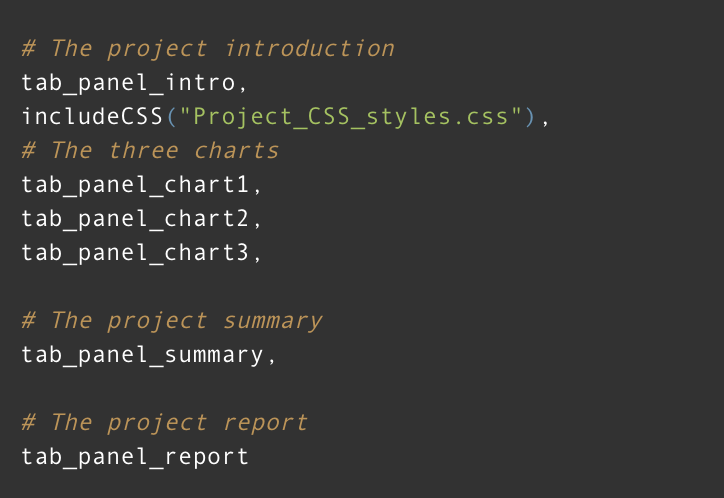 # The project introduction
tab_panel_intro,
includeCSS("Project_CSS_styles.css"),
# The three charts
tab_panel_chart1,
tab_panel_chart2,
tab_panel_chart3,
# The project summary
tab_panel_summary,
# The project report
tab_panel_report